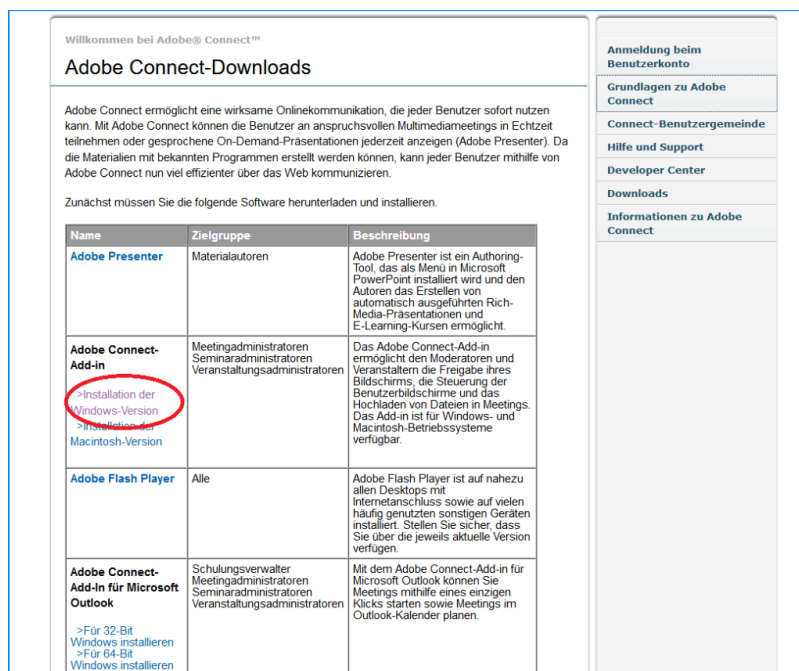 Willkommen bei Adobe® Connect™
Adobe Connect-Downloads
Adobe Connect ermöglicht eine wirksame Onlinekommunikation, die jeder Benutzer sofort nutzen
kann. Mit Adobe Connect können die Benutzer an anspruchsvollen Multimediameetings in Echtzeit
teilnehmen oder gesprochene On-Demand-Präsentationen jederzeit anzeigen (Adobe Presenter). Da
die Materialien mit bekannten Programmen erstellt werden können, kann jeder Benutzer mithilfe von
Adobe Connect nun viel effizienter über das Web kommunizieren.
Zunächst müssen Sie die folgende Software herunterladen und installieren.
Name Zielgruppe Beschreibung
Adobe Presenter
Materialautoren
Adobe Presenter ist ein Authoring-
Tool, das als Menü in Microsoft
PowerPoint installiert wird und den
Autoren das Erstellen von
automatisch ausgeführten Rich-
Media-Präsentationen und
E-Learning-Kursen ermöglicht.
Adobe Connect-
Add-in
>Installation der
Windows-Version
>Installation der
Macintosh-Version
Meetingadministratoren
Seminaradministratoren
Veranstaltungsadministratoren
Das Adobe Connect-Add-in
ermöglicht den Moderatoren und
Veranstaltern die Freigabe ihres
Bildschirms, die Steuerung der
Benutzerbildschirme und das
Hochladen von Dateien in Meetings.
Das Add-in ist für Windows- und
Macintosh-Betriebssysteme
verfügbar.
Adobe Flash Player
Alle
Adobe Flash Player ist auf nahezu
allen Desktops mit
Internetanschluss sowie auf vielen
häufig genutzten sonstigen Geräten
installiert. Stellen Sie sicher, dass
Sie über die jeweils aktuelle Version
verfügen.
Adobe Connect-
Add-In für Microsoft
Outlook
>Für 32-Bit
Windows installieren
>Für 64-Bit
Windows installieren
Schulungsverwalter
Meetingadministratoren
Seminaradministratoren
Veranstaltungsadministratoren
Mit dem Adobe Connect-Add-in für
Microsoft Outlook können Sie
Meetings mithilfe eines einzigen
Klicks starten sowie Meetings im
Outlook-Kalender planen.
Anmeldung beim
Benutzerkonto
Grundlagen zu Adobe
Connect
Connect-Benutzergemeinde
Hilfe und Support
Developer Center
Downloads
Informationen zu Adobe
Connect